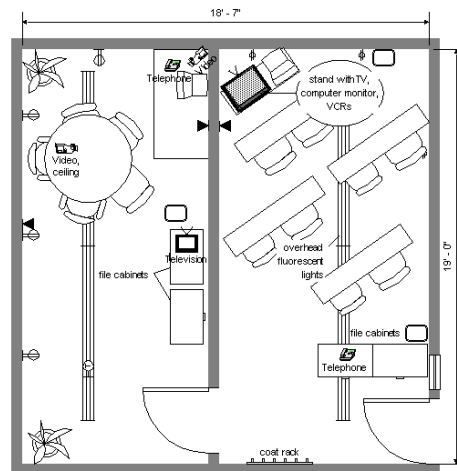 18' - 7"
Telephone
stand with TV,
computer monitor,
VCRs
Video,
ceiling
19' - 0"
overhead
fluorescent
lights
Television
file cabinets
file cabinets
Telephone
coat rack